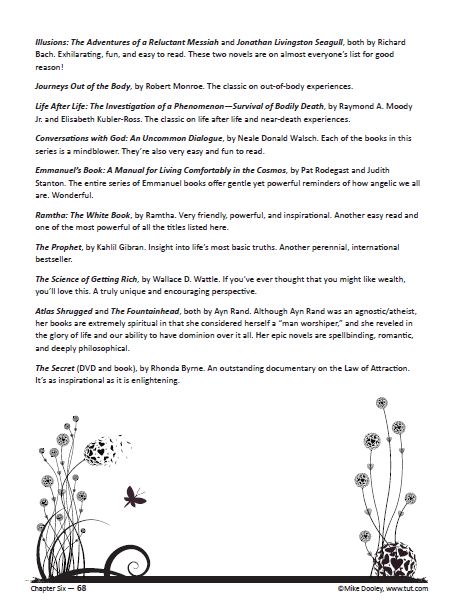 Illusions: The Adventures of a Reluctant Messiah and Jonathan Livingston Seagull, both by Richard
Bach. Exhilarating, fun, and easy to read. These two novels are on almost everyone's list for good
reason!
Journeys Out of the Body, by Robert Monroe. The classic on out-of-body experiences.
Life After Life: The Investigation of a Phenomenon—Survival of Bodily Death, by Raymond A. Moody
Jr. and Elisabeth Kubler-Ross. The classic on life after life and near-death experiences.
Conversations with God: An Uncommon Dialogue, by Neale Donald Walsch. Each of the books in this
series is a mindblower. They're also very easy and fun to read.
Emmanuel's Book: A Manual for Living Comfortably in the Cosmos, by Pat Rodegast and Judith
Stanton. The entire series of Emmanuel books offer gentle yet powerful reminders of how angelic we all
are. Wonderful.
Ramtha: The White Book, by Ramtha. Very friendly, powerful, and inspirational. Another easy read and
one of the most powerful of all the titles listed here.
The Prophet, by Kahlil Gibran. Insight into life's most basic truths. Another perennial, international
bestseller.
The Science of Getting Rich, by Wallace D. Wattle. If you've ever thought that you might like wealth,
you'll love this. A truly unique and encouraging perspective.
Atlas Shrugged and The Fountainhead, both by Ayn Rand. Although Ayn Rand was an agnostic/atheist,
her books are extremely spiritual in that she considered herself a "man worshiper," and she reveled in
the glory of life and our ability to have dominion over it all. Her epic novels are spellbinding, romantic,
and deeply philosophical.
The Secret (DVD and book), by Rhonda Byrne. An outstanding documentary on the Law of Attraction.
It's as inspirational as it is enlightening.
Chapter Six — 68
©Mike Dooley, www.tut.com